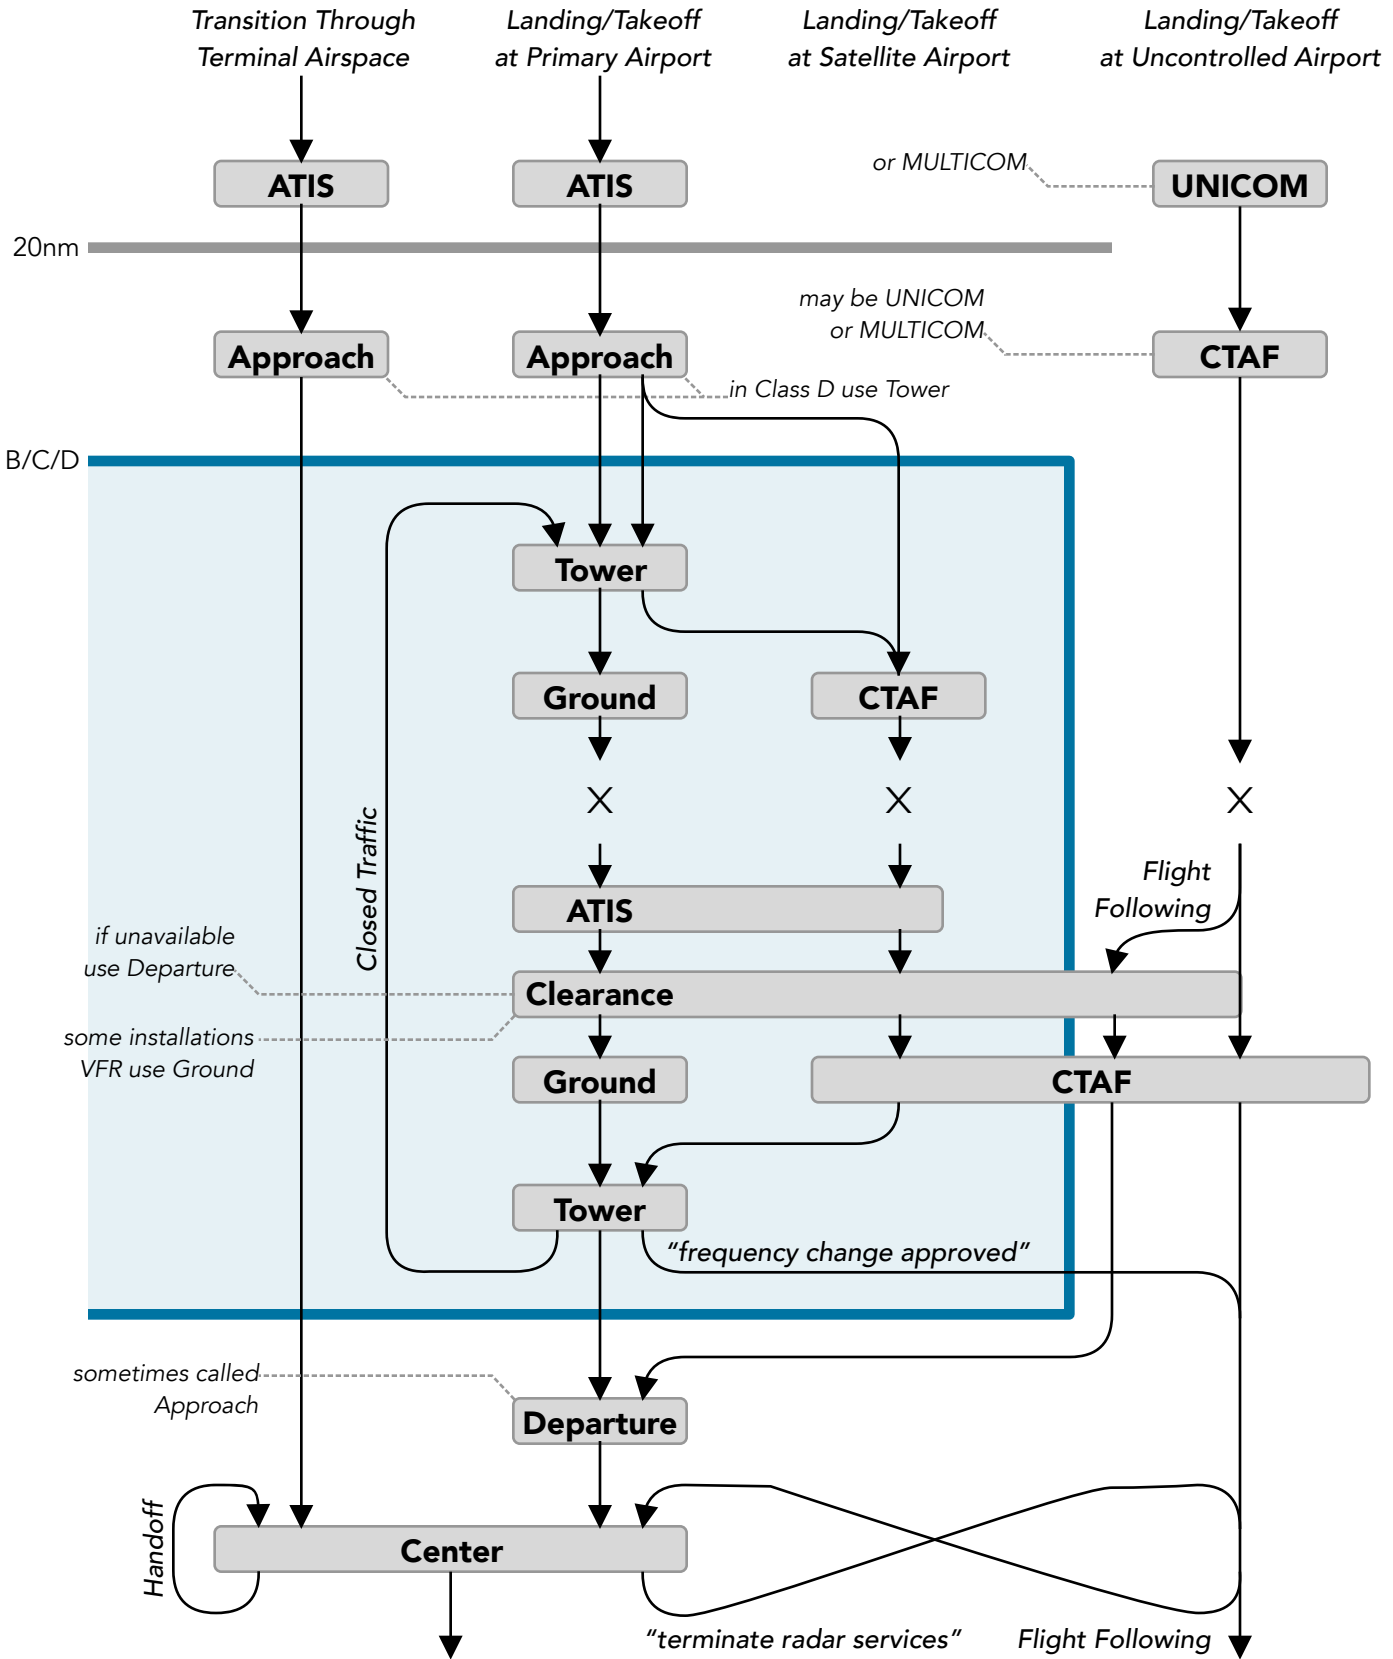 Transition Through
Terminal Airspace
Landing/Takeoff
at Primary Airport
Landing/Takeoff
at Satellite Airport
Landing/Takeoff
at Uncontrolled Airport
ATIS
ATIS
or MULTICOM
UNICOM
20nm
may be UNICOM
or MULTICOM
Approach
Approach
CTAF
in Class D use Tower
B/C/D
Tower
Ground
CTAF
X
X
X
Closed Traffic
Flight
Following
ATIS
if unavailable
use Departure
Clearance
some installations
VFR use Ground
Ground
CTAF
Tower
“frequency change approved”
sometimes called
Approach
Departure
Handoff
Center
“terminate radar services”
Flight Following